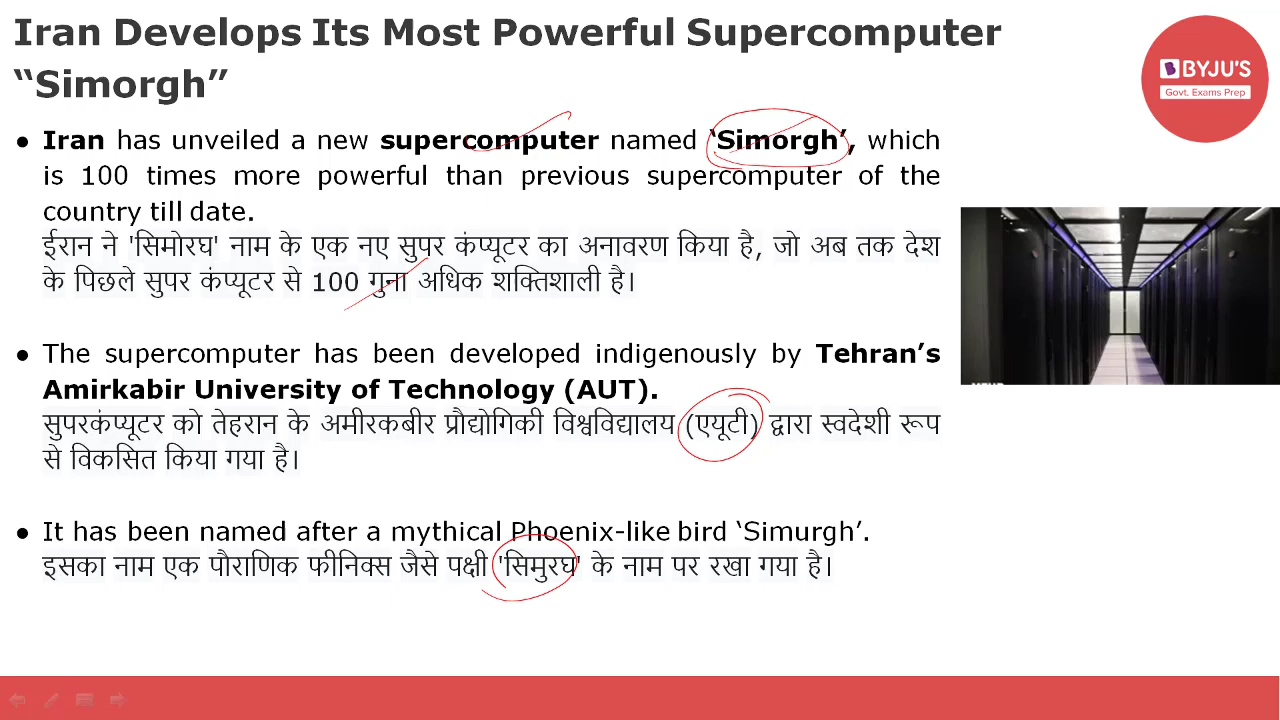 Iran Develops Its Most Powerful Supercomputer
“Simorgh”
BYJU'S
Govt. Exams Prep
● Iran has unveiled a new supercomputer named ‘Simorgh’, which
is 100 times more powerful than previous supercomputer of the
country till date.
ईरान ने 'सिमोरघ' नाम के एक नए सुपर कंप्यूटर का अनावरण किया है, जो अब तक देश
के पिछले सुपर कंप्यूटर से 100 गुना अधिक शक्तिशाली है।
● The supercomputer has been developed indigenously by Tehran’s
Amirkabir University of Technology (AUT).
सुपरकंप्यूटर को तेहरान के अमीरकबीर प्रौद्योगिकी विश्वविद्यालय (एयूटी) द्वारा स्वदेशी रूप
से विकसित किया गया है।
● It has been named after a mythical Phoenix-like bird ‘Simurgh’.
इसका नाम एक पौराणिक फीनिक्स जैसे पक्षी 'सिमुरघ' के नाम पर रखा गया है।